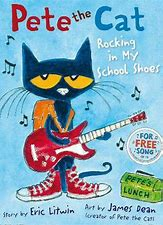 Pete the Cat
Rocking in My
School Shoes
FOR
A FREE
SONG
PETE'S
LUNCH
Story by Eric Litwin
Art by James Dean
(creator of Pete the Cat)